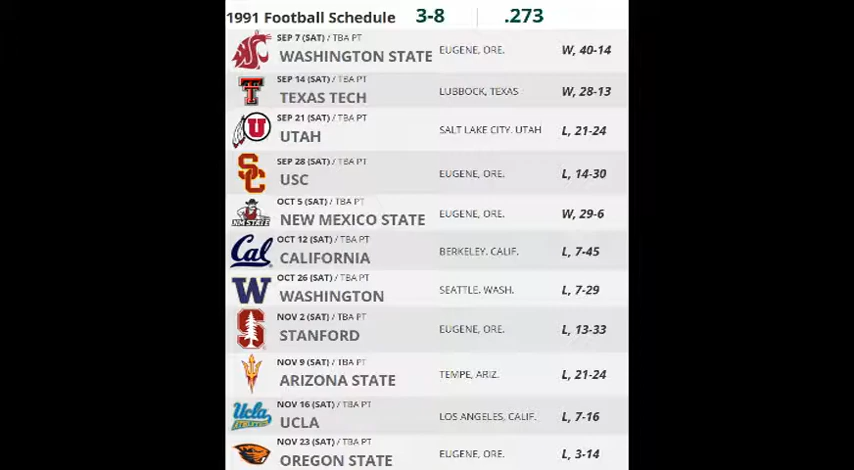 1991 Football Schedule 3-8 .273
SEP 7 (SAT) / TBA PT
WASHINGTON STATE EUGENE, ORE. W, 40-14
SEP 14 (SAT) / TBA PT
TEXAS TECH LUBBOCK, TEXAS W, 28-13
SEP 21 (SAT) / TBA PT
UTAH SALT LAKE CITY, UTAH L, 21-24
SEP 28 (SAT) / TBA PT
USC EUGENE, ORE. L, 14-30
OCT 5 (SAT) / TBA PT
NM STATE NEW MEXICO STATE EUGENE, ORE. W, 29-6
OCT 12 (SAT) / TBA PT
Cal CALIFORNIA BERKELEY, CALIF. L, 7-45
OCT 26 (SAT) / TBA PT
W WASHINGTON SEATTLE, WASH. L, 7-29
NOV 2 (SAT) / TBA PT
STANFORD EUGENE, ORE. L, 13-33
NOV 9 (SAT) / TBA PT
ARIZONA STATE TEMPE, ARIZ. L, 21-24
NOV 16 (SAT) / TBA PT
Ucla UCLA LOS ANGELES, CALIF. L, 7-16
NOV 23 (SAT) / TBA PT
OREGON STATE EUGENE, ORE. L, 3-14